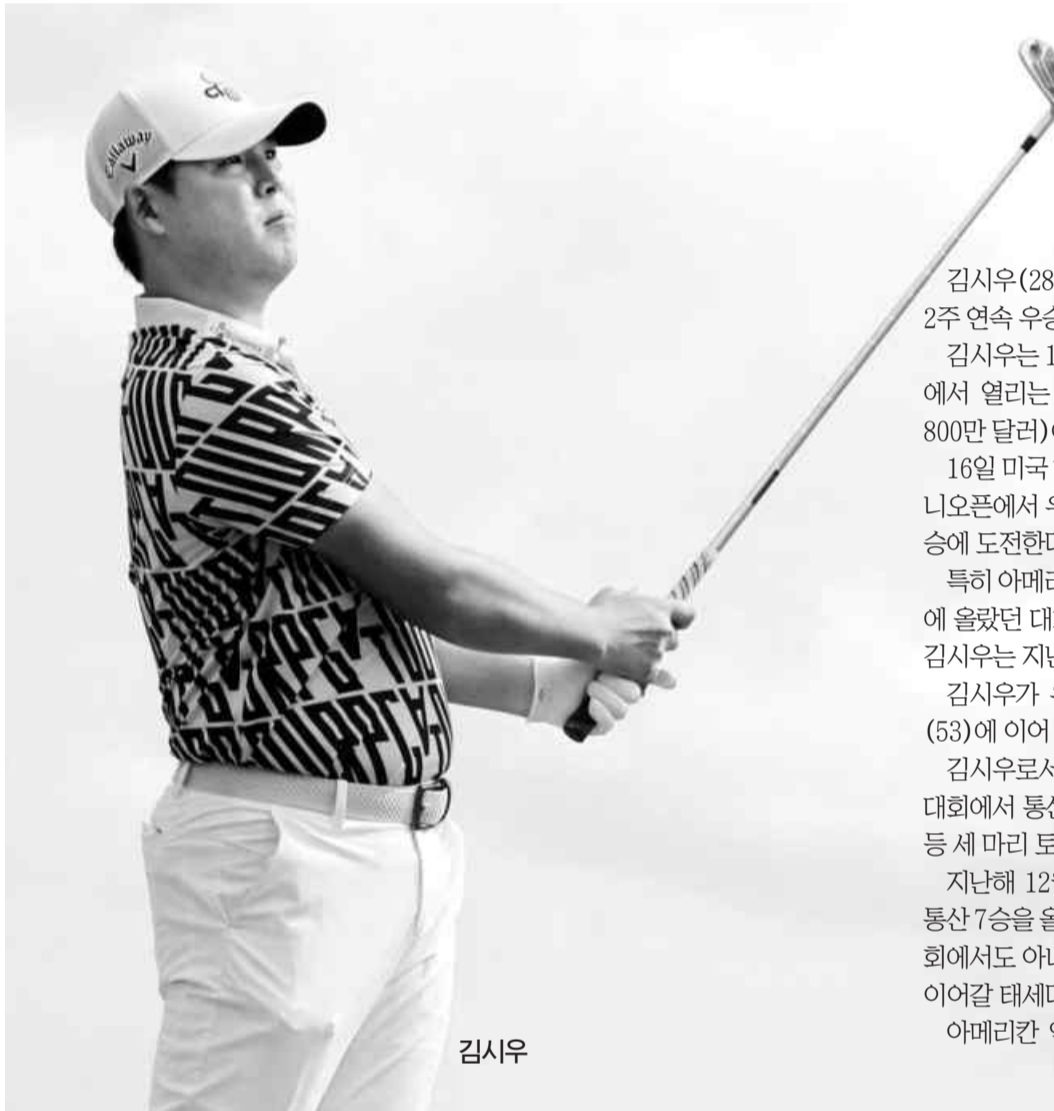 Callaway
김시우(28
2주 연속 우승
김시우는 1
에서 열리는
800만 달러)
16일 미국
니오픈에서
승에 도전한다
특히 아메리
에 올랐던
김시우는 지난
김시우가
(53)에 이어
김시우로서
대회에서 통산
등 세 마리 토
지난해 12
통산 7승을
회에서도
이어갈 태세
아메리칸
김시우